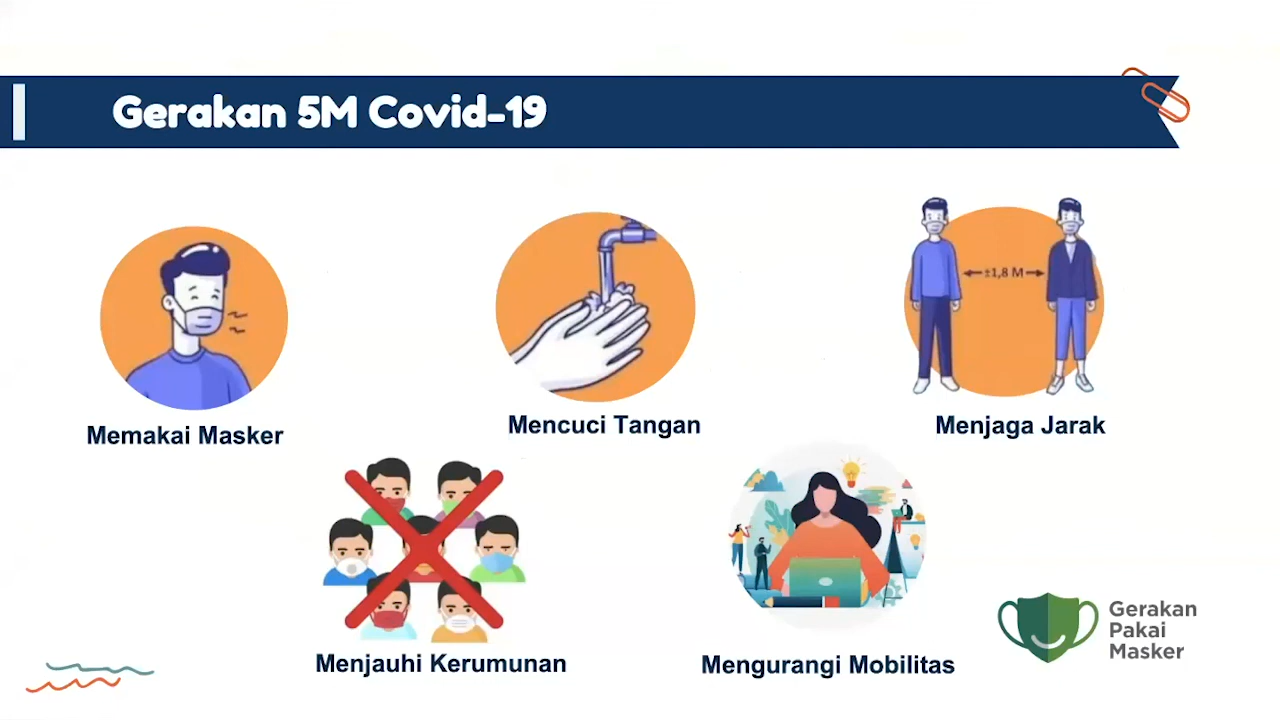 Gerakan 5M Covid-19
±1,8 M
Memakai Masker
Mencuci Tangan
Menjaga Jarak
Menjauhi Kerumunan
Mengurangi Mobilitas
Gerakan
Pakai
Masker